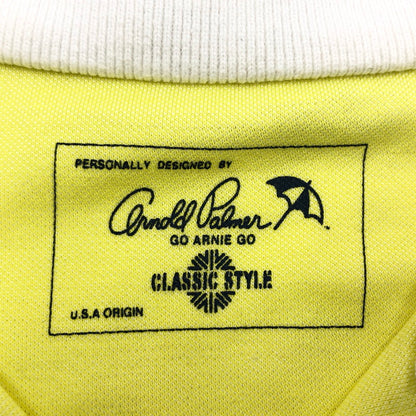 PERSONALLY DESIGNED BY
Arnold Palmer
GO ARNIE GO
CLASSIC STYLE
U.S.A ORIGIN